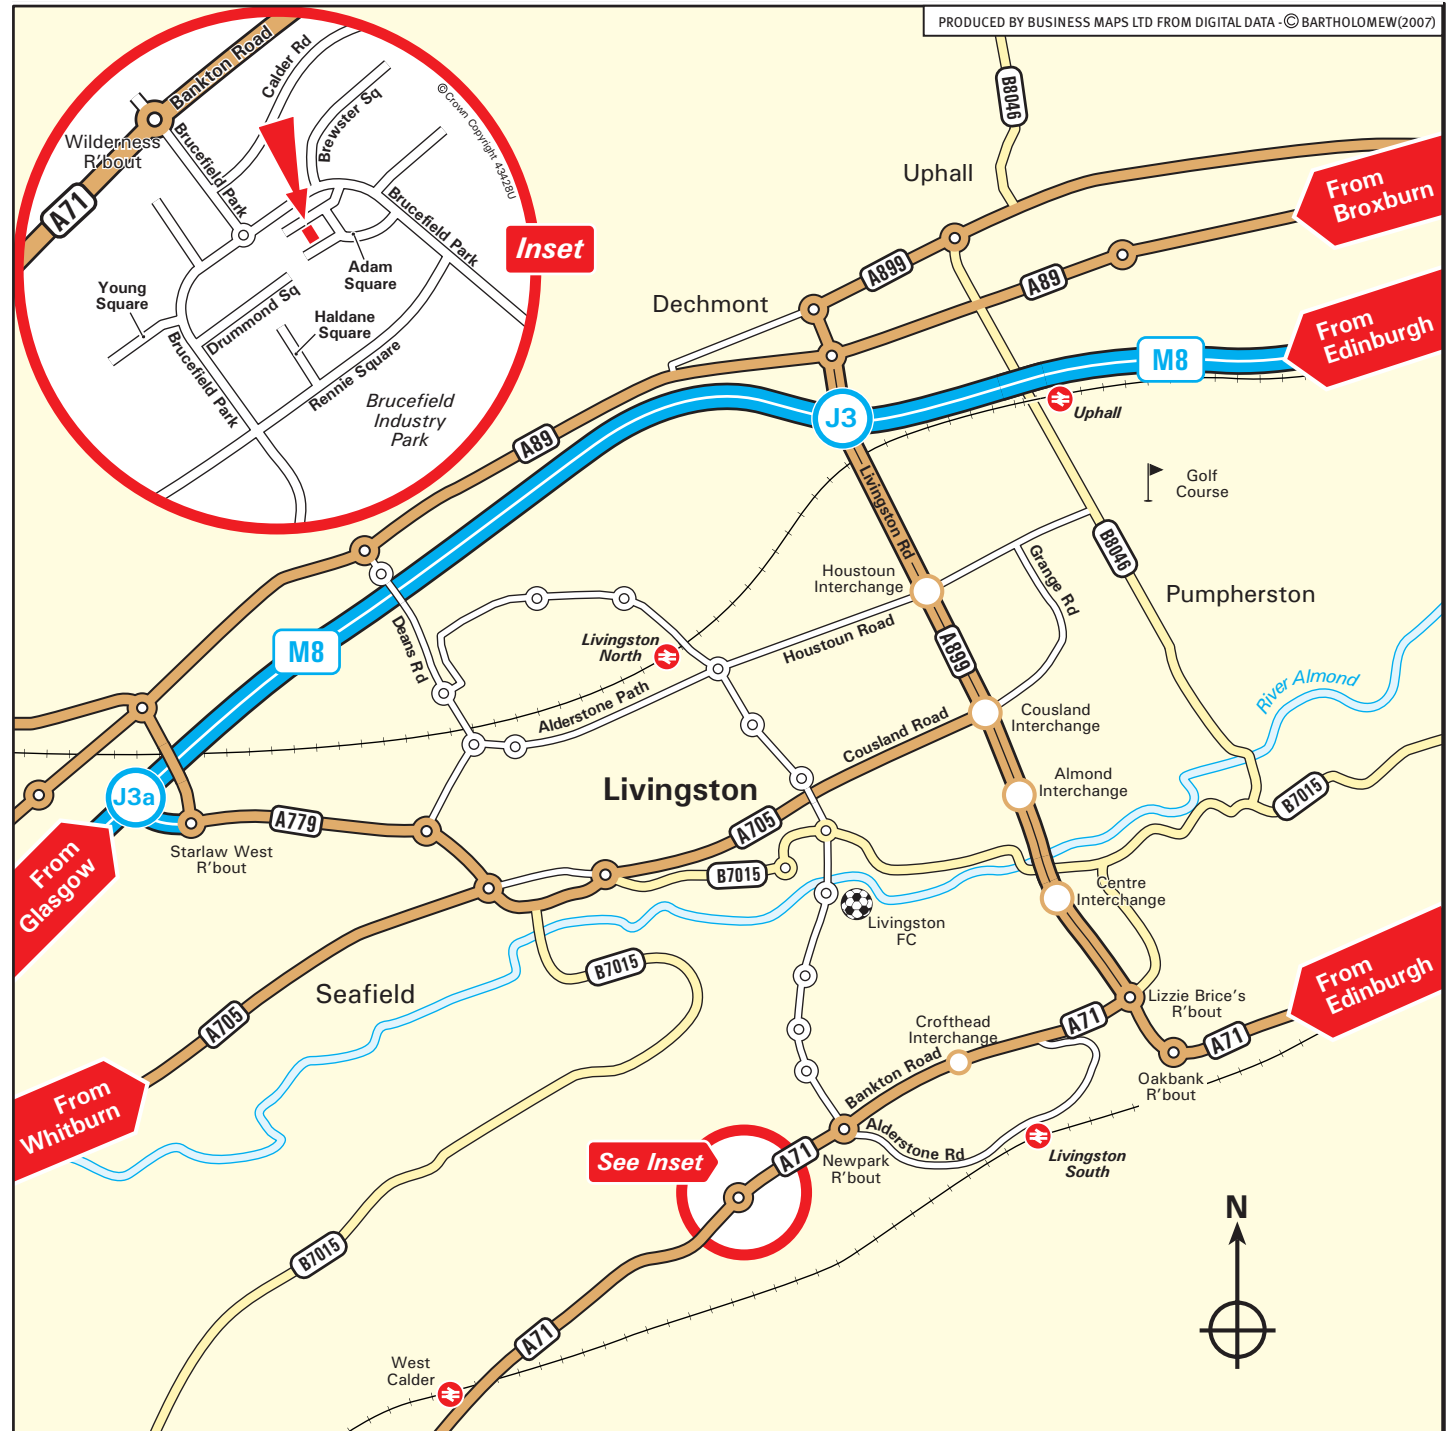 PRODUCED BY BUSINESS MAPS LTD FROM DIGITAL DATA - © BARTHOLOMEW(2007)
Bankton Road
Calder Rd
© Crown Copyright 43428U
Brewster Sq
Wilderness
R'bout
Brucefield Park
A71
Brucefield Park
Inset
Adam
Square
Young
Square
Drummond Sq
Haldane
Square
Brucefield Park
Rennie Square
Brucefield
Industry
Park
B8046
Uphall
From
Broxburn
A899
A89
Dechmont
From
Edinburgh
M8
J3
Uphall
A89
Livingston Rd
Golf
Course
B8046
Houstoun
Interchange
Grange Rd
Pumpherston
Deans Rd
Livingston
North
Houstoun Road
M8
A899
River Almond
Alderstone Path
Cousland Road
Cousland
Interchange
Almond
Interchange
Livingston
J3a
A779
A705
B7015
Starlaw West
R'bout
From
Glasgow
B7015
Centre
Interchange
Livingston
FC
B7015
Seafield
From
Edinburgh
Lizzie Brice's
R'bout
A705
Crofthead
Interchange
A71
A71
Bankton Road
Oakbank
R'bout
From
Whitburn
See Inset
A71
Newpark
R'bout
Alderstone Rd
Livingston
South
N
B7015
A71
West
Calder